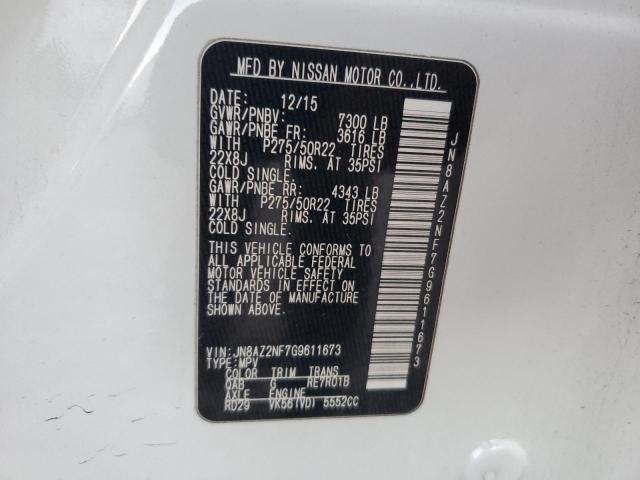 MFD BY NISSAN MOTOR CO.,LTD.
DATE: 12/15
GVWR/PNBV: 7300 LB
GAWR/PNBE FR: 3616 LB
WITH P275/50R22 TIRES
22X8J RIMS. AT 35PSI
COLD SINGLE.
GAWR/PNBE RR: 4343 LB
WITH P275/50R22 TIRES
22X8J RIMS. AT 35PSI
COLD SINGLE.
THIS VEHICLE CONFORMS TO
ALL APPLICABLE FEDERAL
MOTOR VEHICLE SAFETY
STANDARDS IN EFFECT ON
THE DATE OF MANUFACTURE
SHOWN ABOVE.
VIN: JN8AZ2NF7G9611673
TYPE: MPV
COLOR TRIM TRANS
QAB G RE7R01B
AXLE ENGINE
RD29 VK56(VD) 5552CC
JN8AZ2NF7G9611673